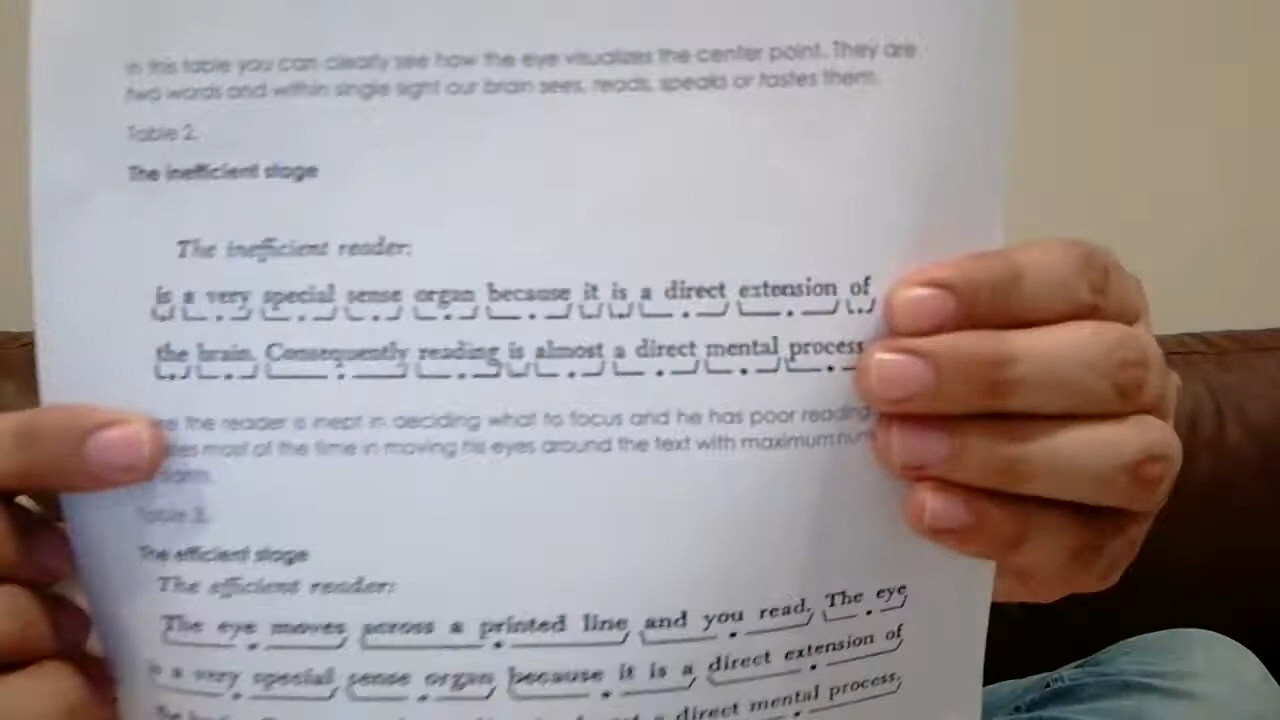 In this table you can clearly see how the eye visualizes the center point. They are
two words and within single sight our brain sees, reads, speaks or tastes them.
Table 2.
The inefficient stage
The inefficient reader:
is a very special sense organ because it is a direct extension of
the brain. Consequently reading is almost a direct mental process
the reader is inept in deciding what to focus and he has poor reading
most of the time in moving his eyes around the text with maximum
Table 3.
The efficient stage
The efficient reader:
The eye moves across a printed line and you read. The eye
is a very special sense organ because it is a direct extension of
a direct mental process.